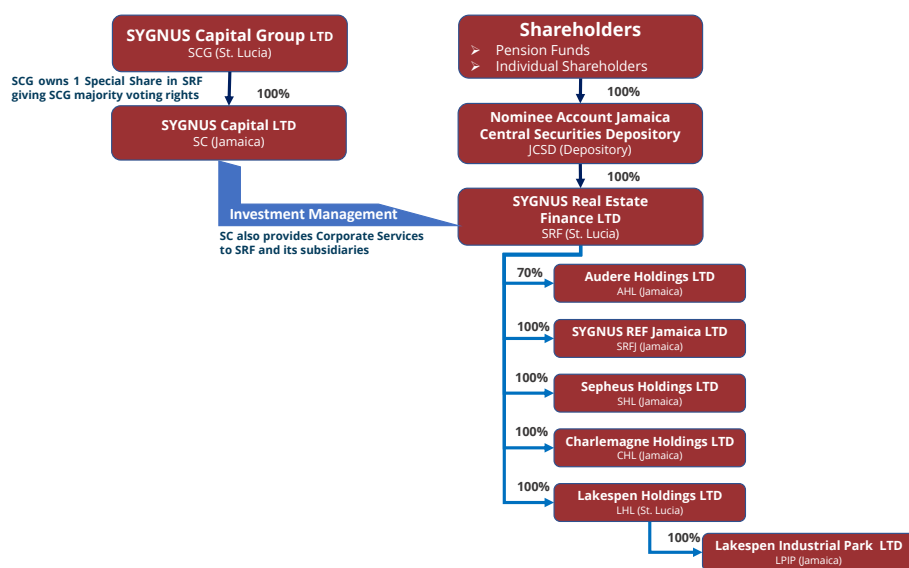 SYGNUS Capital Group LTD
SCG (St. Lucia)
SCG owns 1 Special Share in SRF
giving SCG majority voting rights
100%
SYGNUS Capital LTD
SC (Jamaica)
Investment Management
SC also provides Corporate Services
to SRF and its subsidiaries
Shareholders
➢ Pension Funds
➢ Individual Shareholders
100%
Nominee Account Jamaica
Central Securities Depository
JCSD (Depository)
100%
SYGNUS Real Estate
Finance LTD
SRF (St. Lucia)
70%
Audere Holdings LTD
AHL (Jamaica)
100%
SYGNUS REF Jamaica LTD
SRFJ (Jamaica)
100%
Sepheus Holdings LTD
SHL (Jamaica)
100%
Charlemagne Holdings LTD
CHL (Jamaica)
100%
Lakespen Holdings LTD
LHL (St. Lucia)
100%
Lakespen Industrial Park LTD
LPIP (Jamaica)